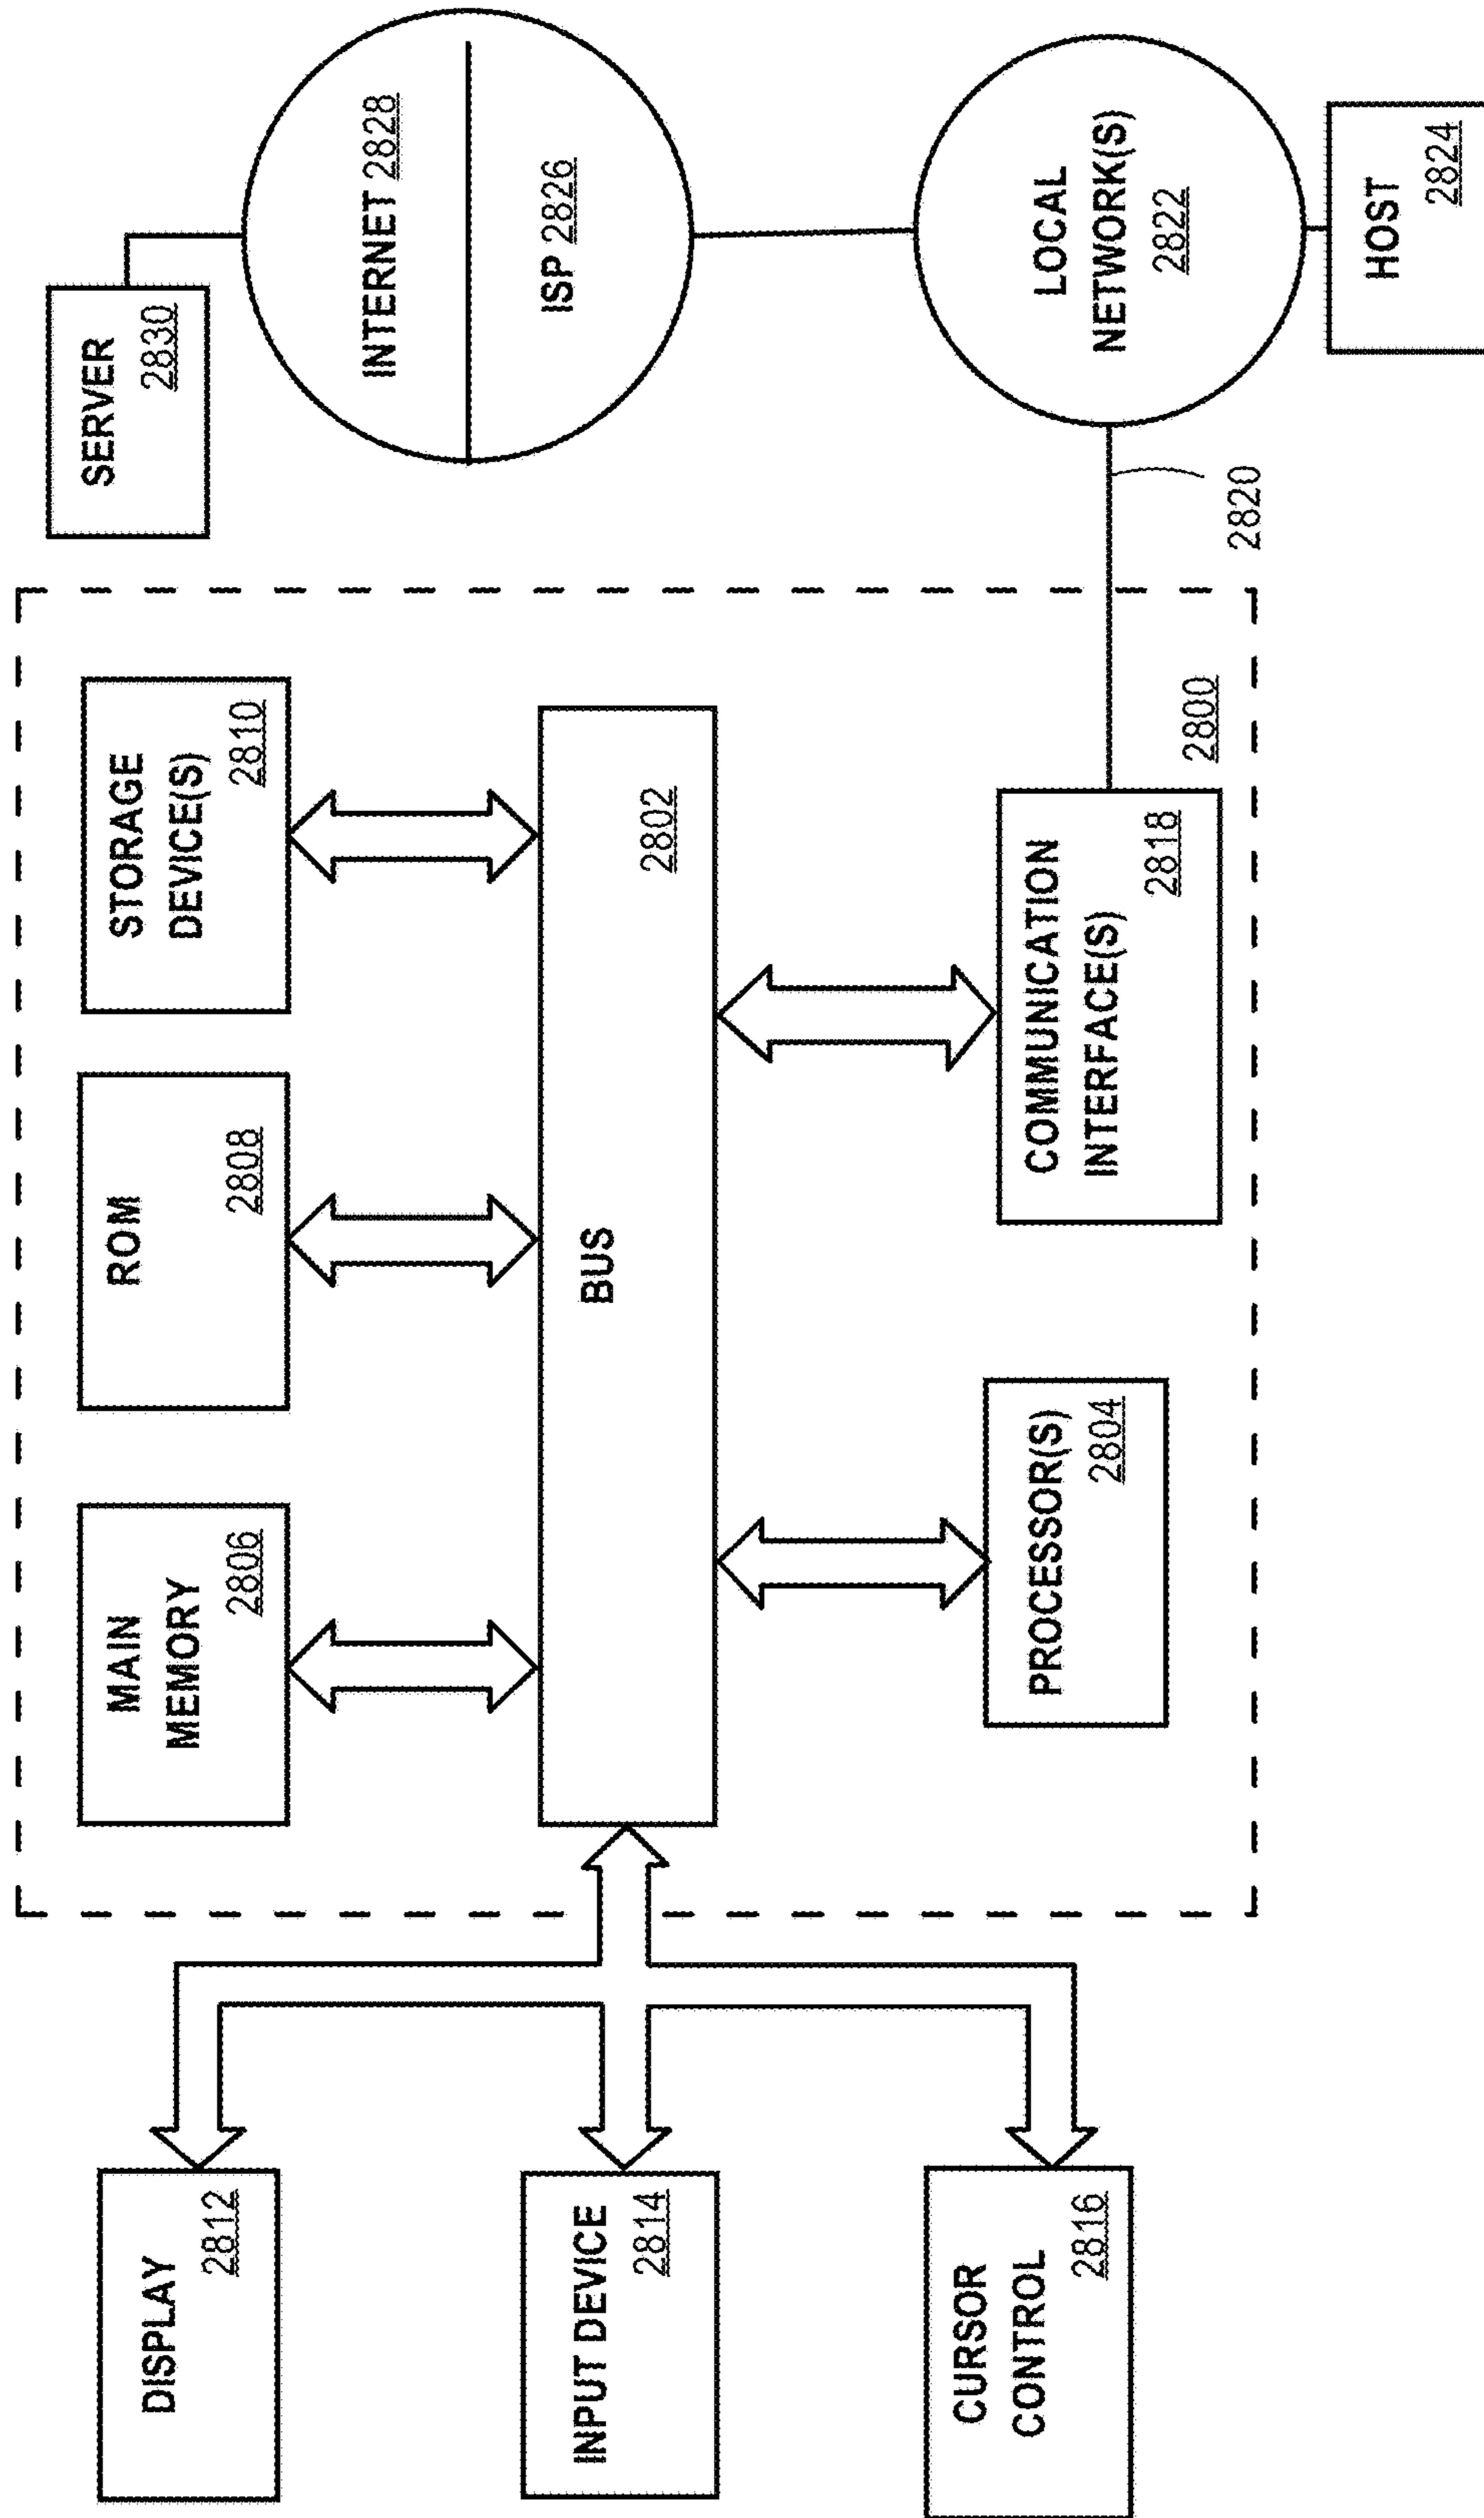 DISPLAY
2812
INPUT DEVICE
2814
CURSOR
CONTROL
2816
MAIN
MEMORY
2806
ROM
2808
STORAGE
DEVICE(S)
2810
BUS
2802
PROCESSOR(S)
2804
COMMUNICATION
INTERFACE(S)
2818
2800
SERVER
2830
INTERNET 2828
ISP 2826
2820
LOCAL
NETWORK(S)
2822
HOST
2824